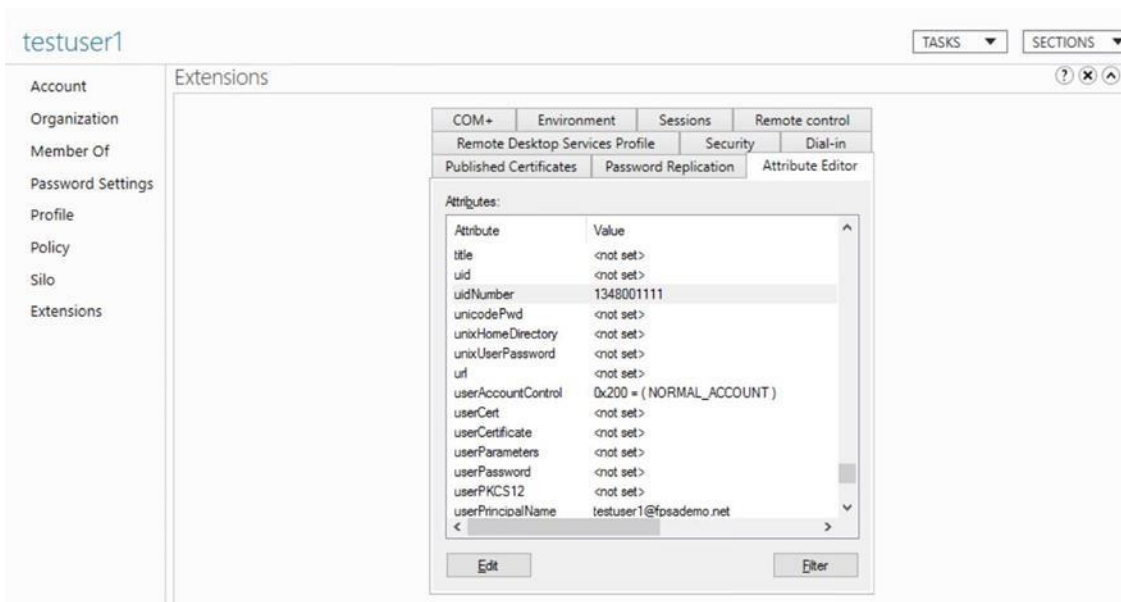 testuser1
TASKS
SECTIONS
Account
Organization
Member Of
Password Settings
Profile
Policy
Silo
Extensions
Extensions
COM+ Environment Sessions Remote control
Remote Desktop Services Profile Security Dial-in
Published Certificates Password Replication Attribute Editor
Attributes:
Attribute Value
title <not set>
uid <not set>
uidNumber 1348001111
unicodePwd <not set>
unixHomeDirectory <not set>
unixUserPassword <not set>
url <not set>
userAccountControl 0x200 = ( NORMAL_ACCOUNT )
userCert <not set>
userCertificate <not set>
userParameters <not set>
userPassword <not set>
userPKCS12 <not set>
userPrincipalName testuser1@fpsademo.net
Edit Filter